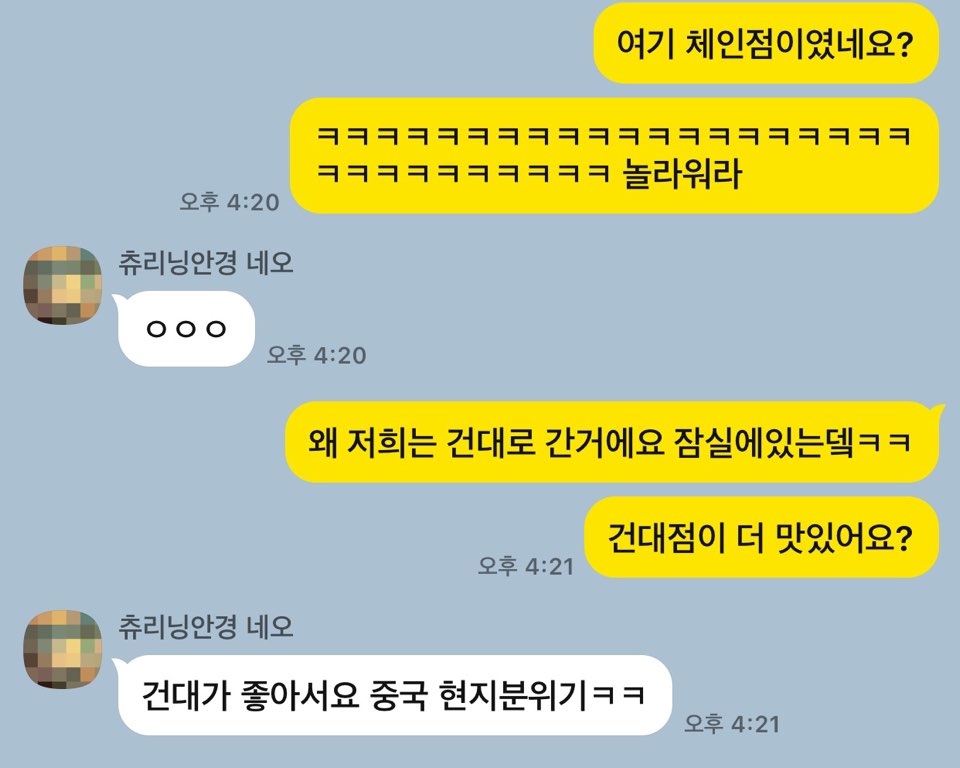 여기 체인점이였네요?
ㅋㅋㅋㅋㅋㅋㅋㅋㅋㅋㅋㅋㅋㅋㅋㅋㅋㅋㅋㅋ
ㅋㅋㅋㅋㅋㅋㅋㅋㅋㅋ 놀라워라
오후 4:20
츄리닝안경 네오
ㅇㅇㅇ
오후 4:20
왜 저희는 건대로 간거에요 잠실에있는뎈ㅋㅋ
건대점이 더 맛있어요?
오후 4:21
츄리닝안경 네오
건대가 좋아서요 중국 현지분위기ㅋㅋ
오후 4:21